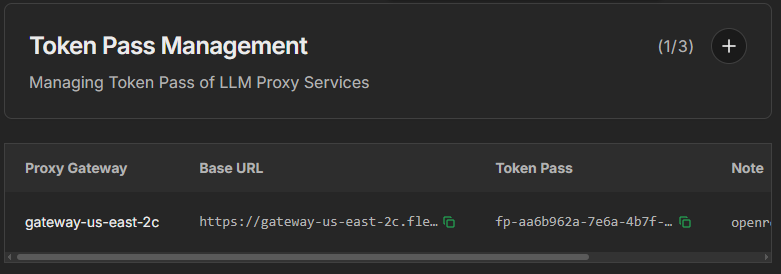 Token Pass Management
(1/3)
Managing Token Pass of LLM Proxy Services
Proxy Gateway Base URL Token Pass Note
gateway-us-east-2c https://gateway-us-east-2c.fle… fp-aa6b962a-7e6a-4b7f-… openr